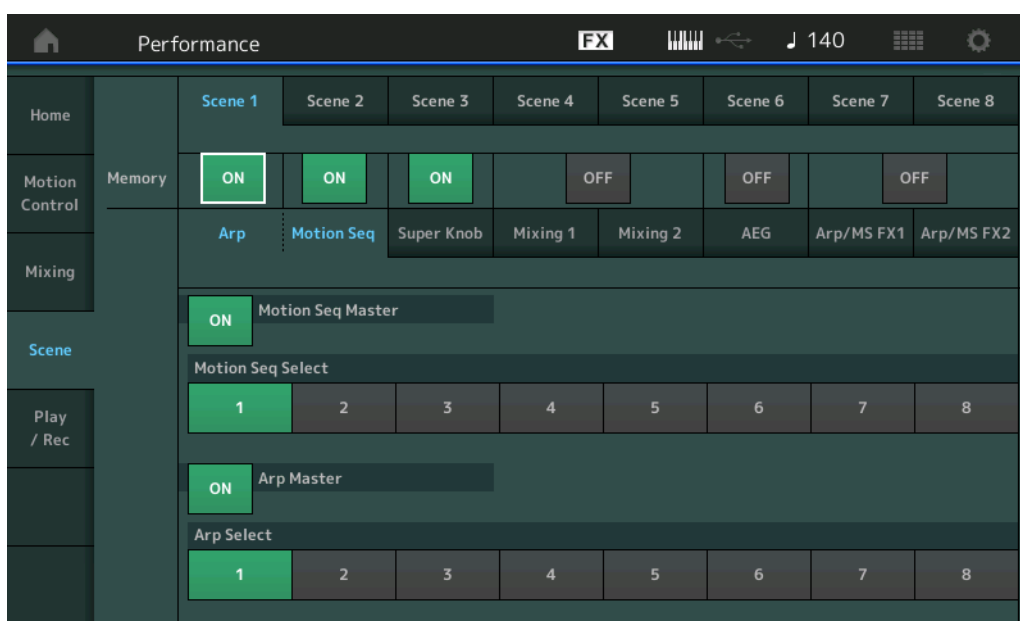 Performance FX 140
Scene 1 Scene 2 Scene 3 Scene 4 Scene 5 Scene 6 Scene 7 Scene 8
Home
Memory ON ON ON OFF OFF OFF
Motion
Control
Arp Motion Seq Super Knob Mixing 1 Mixing 2 AEG Arp/MS FX1 Arp/MS FX2
Mixing
ON Motion Seq Master
Scene
Motion Seq Select
1 2 3 4 5 6 7 8
Play
/ Rec
ON Arp Master
Arp Select
1 2 3 4 5 6 7 8